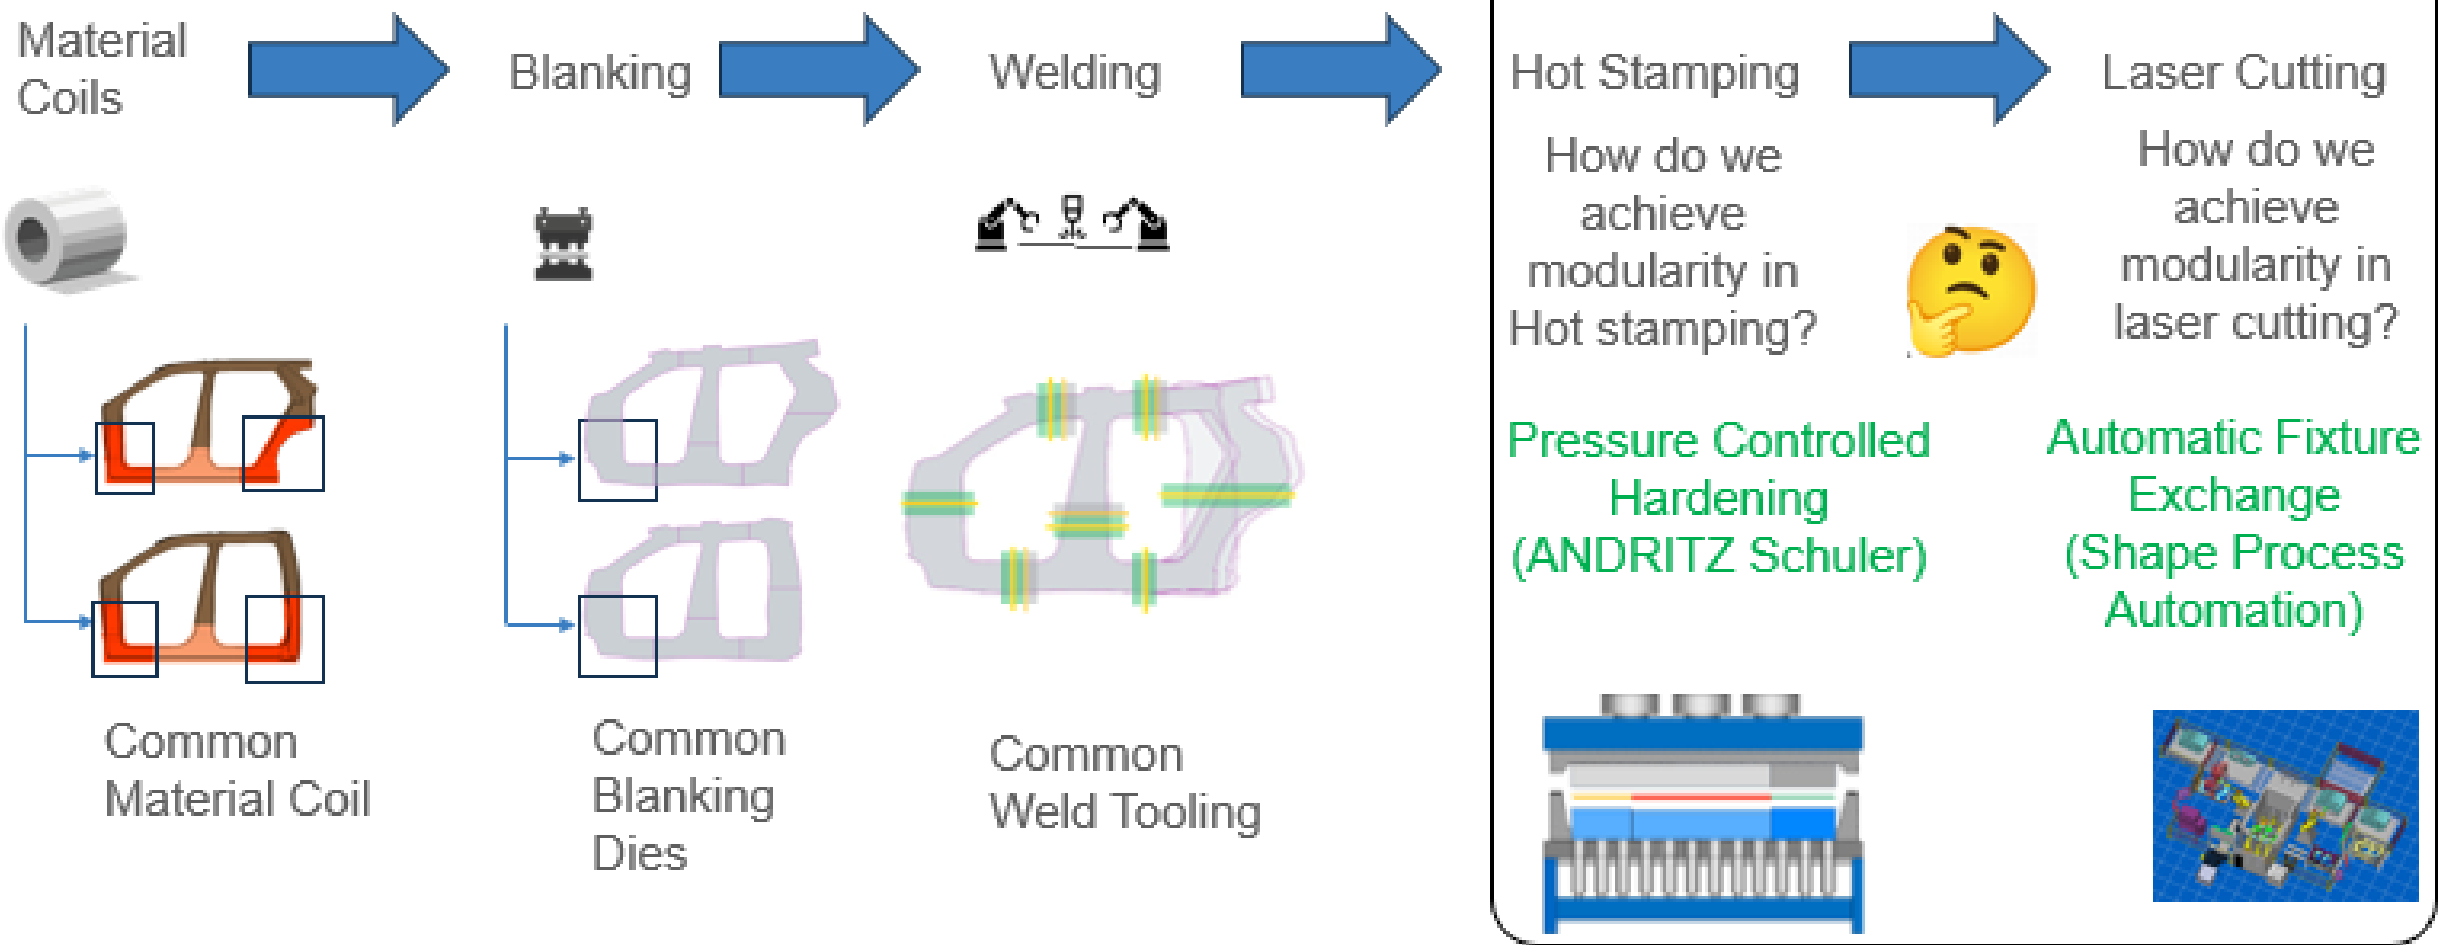 Material
Coils
Blanking
Welding
Hot Stamping
Laser Cutting
How do we
achieve
modularity in
Hot stamping?
How do we
achieve
modularity in
laser cutting?
Pressure Controlled
Hardening
(ANDRITZ Schuler)
Automatic Fixture
Exchange
(Shape Process
Automation)
Common
Material Coil
Common
Blanking
Dies
Common
Weld Tooling